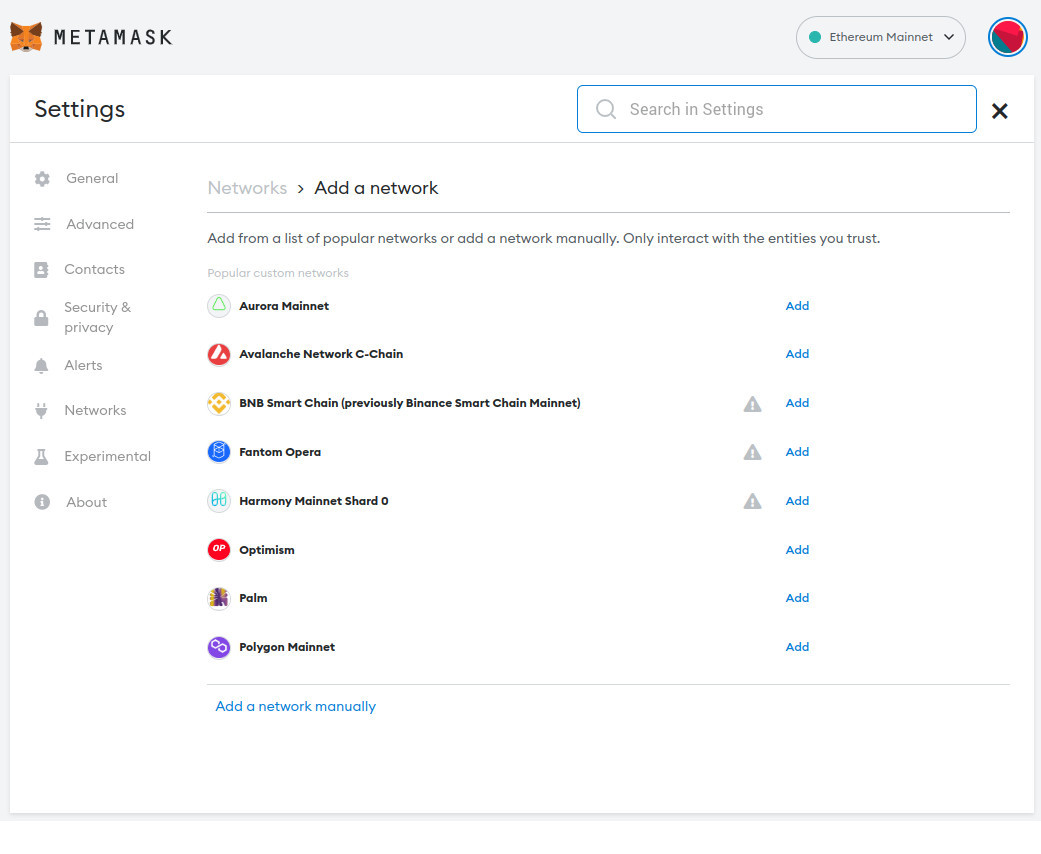 METAMASK
Ethereum Mainnet
Settings
Search in Settings
General
Advanced
Contacts
Security &
privacy
Alerts
Networks
Experimental
About
Networks > Add a network
Add from a list of popular networks or add a network manually. Only interact with the entities you trust.
Popular custom networks
Aurora Mainnet Add
Avalanche Network C-Chain Add
BNB Smart Chain (previously Binance Smart Chain Mainnet) Add
Fantom Opera Add
Harmony Mainnet Shard 0 Add
OP Optimism Add
Palm Add
Polygon Mainnet Add
Add a network manually